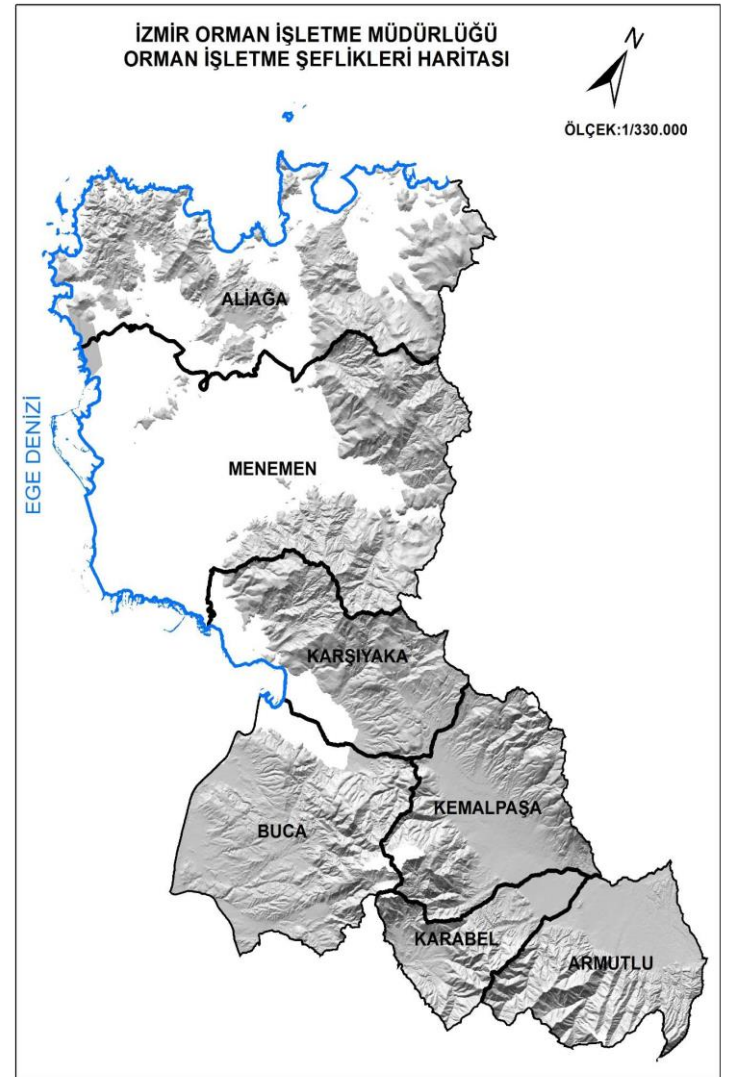 İZMİR ORMAN İŞLETME MÜDÜRLÜĞÜ
ORMAN İŞLETME ŞEFLİKLERİ HARİTASI
N
ÖLÇEK:1/330.000
ALİAĞA
EGE DENİZİ
MENEMEN
KARŞIYAKA
KEMALPAŞA
BUCA
KARABEL
ARMUTLU